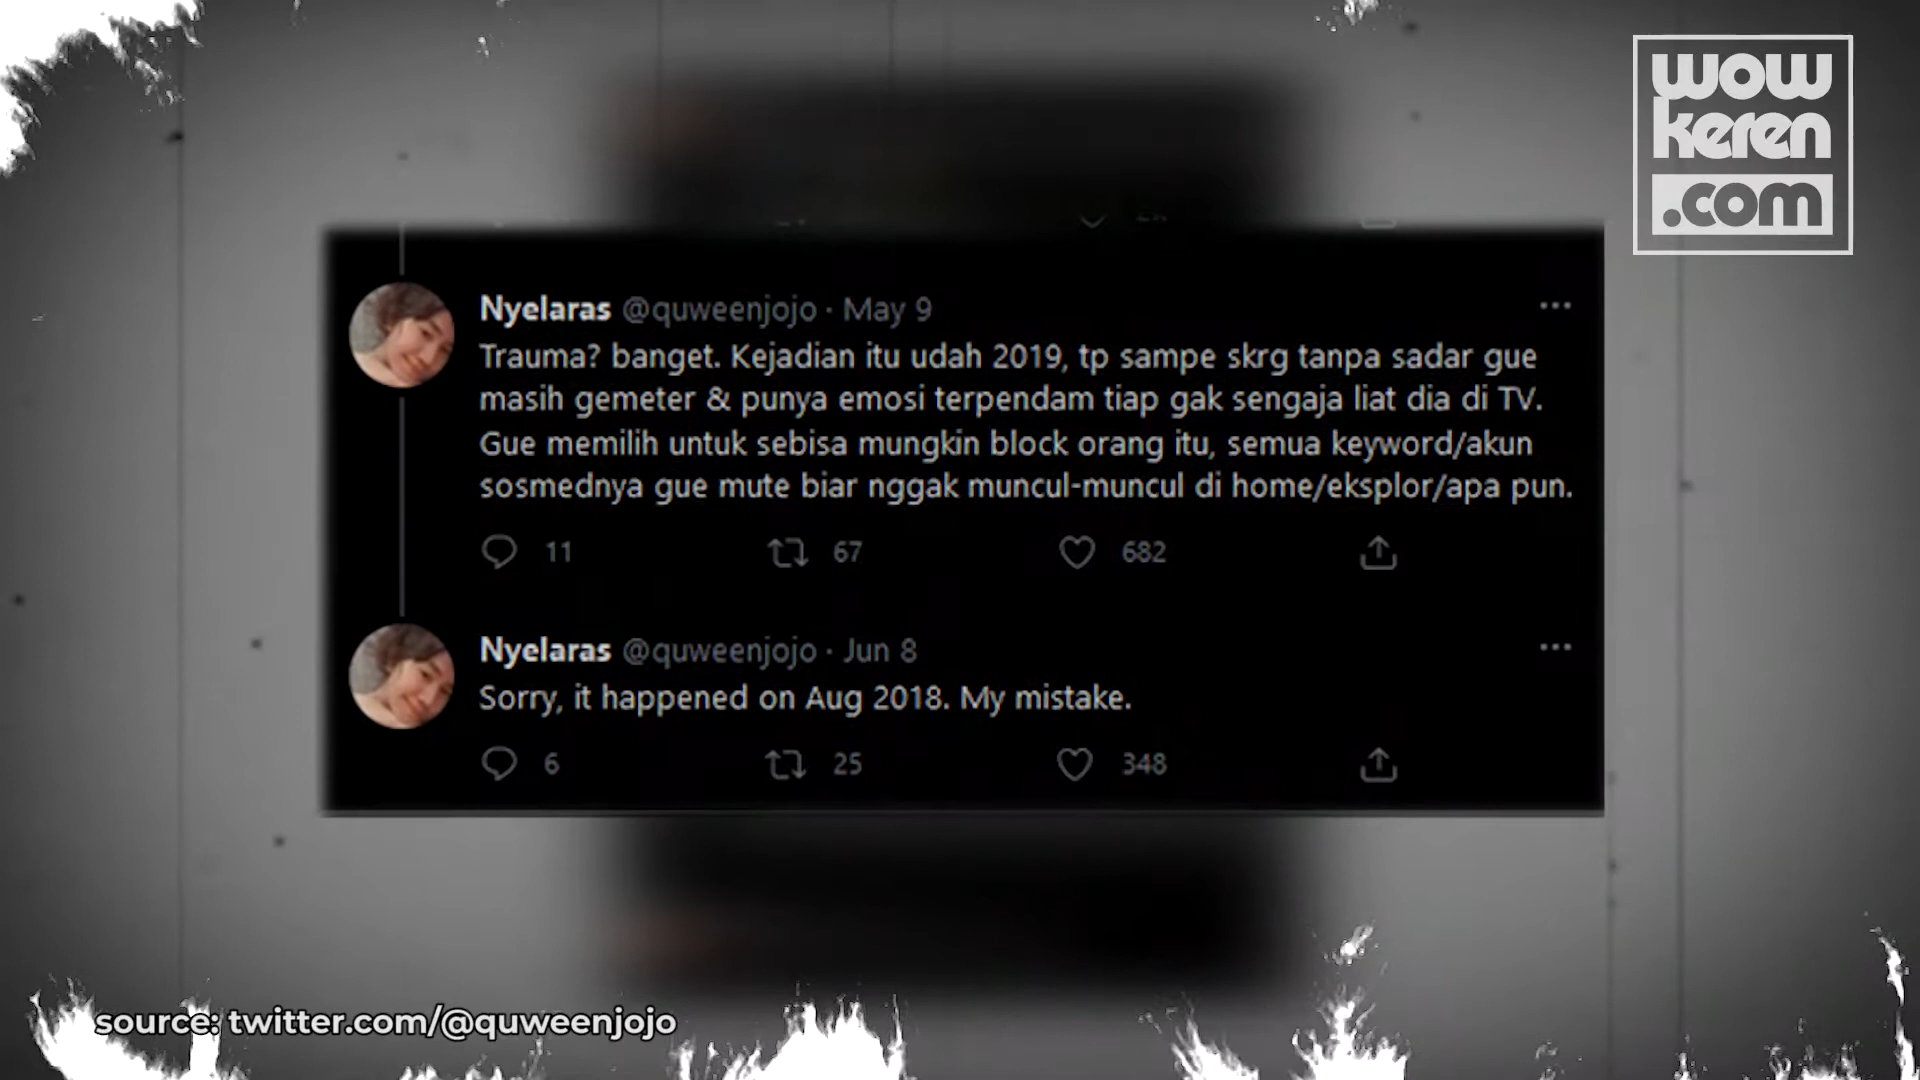 wow
keren
.com
Nyelaras @quweenjojo · May 9
Trauma? banget. Kejadian itu udah 2019, tp sampe skrg tanpa sadar gue
masih gemeter & punya emosi terpendam tiap gak sengaja liat dia di TV.
Gue memilih untuk sebisa mungkin block orang itu, semua keyword/akun
sosmednya gue mute biar nggak muncul-muncul di home/eksplor/apa pun.
11 67 682
Nyelaras @quweenjojo · Jun 8
Sorry, it happened on Aug 2018. My mistake.
6 25 348
source: twitter.com/@quweenjojo